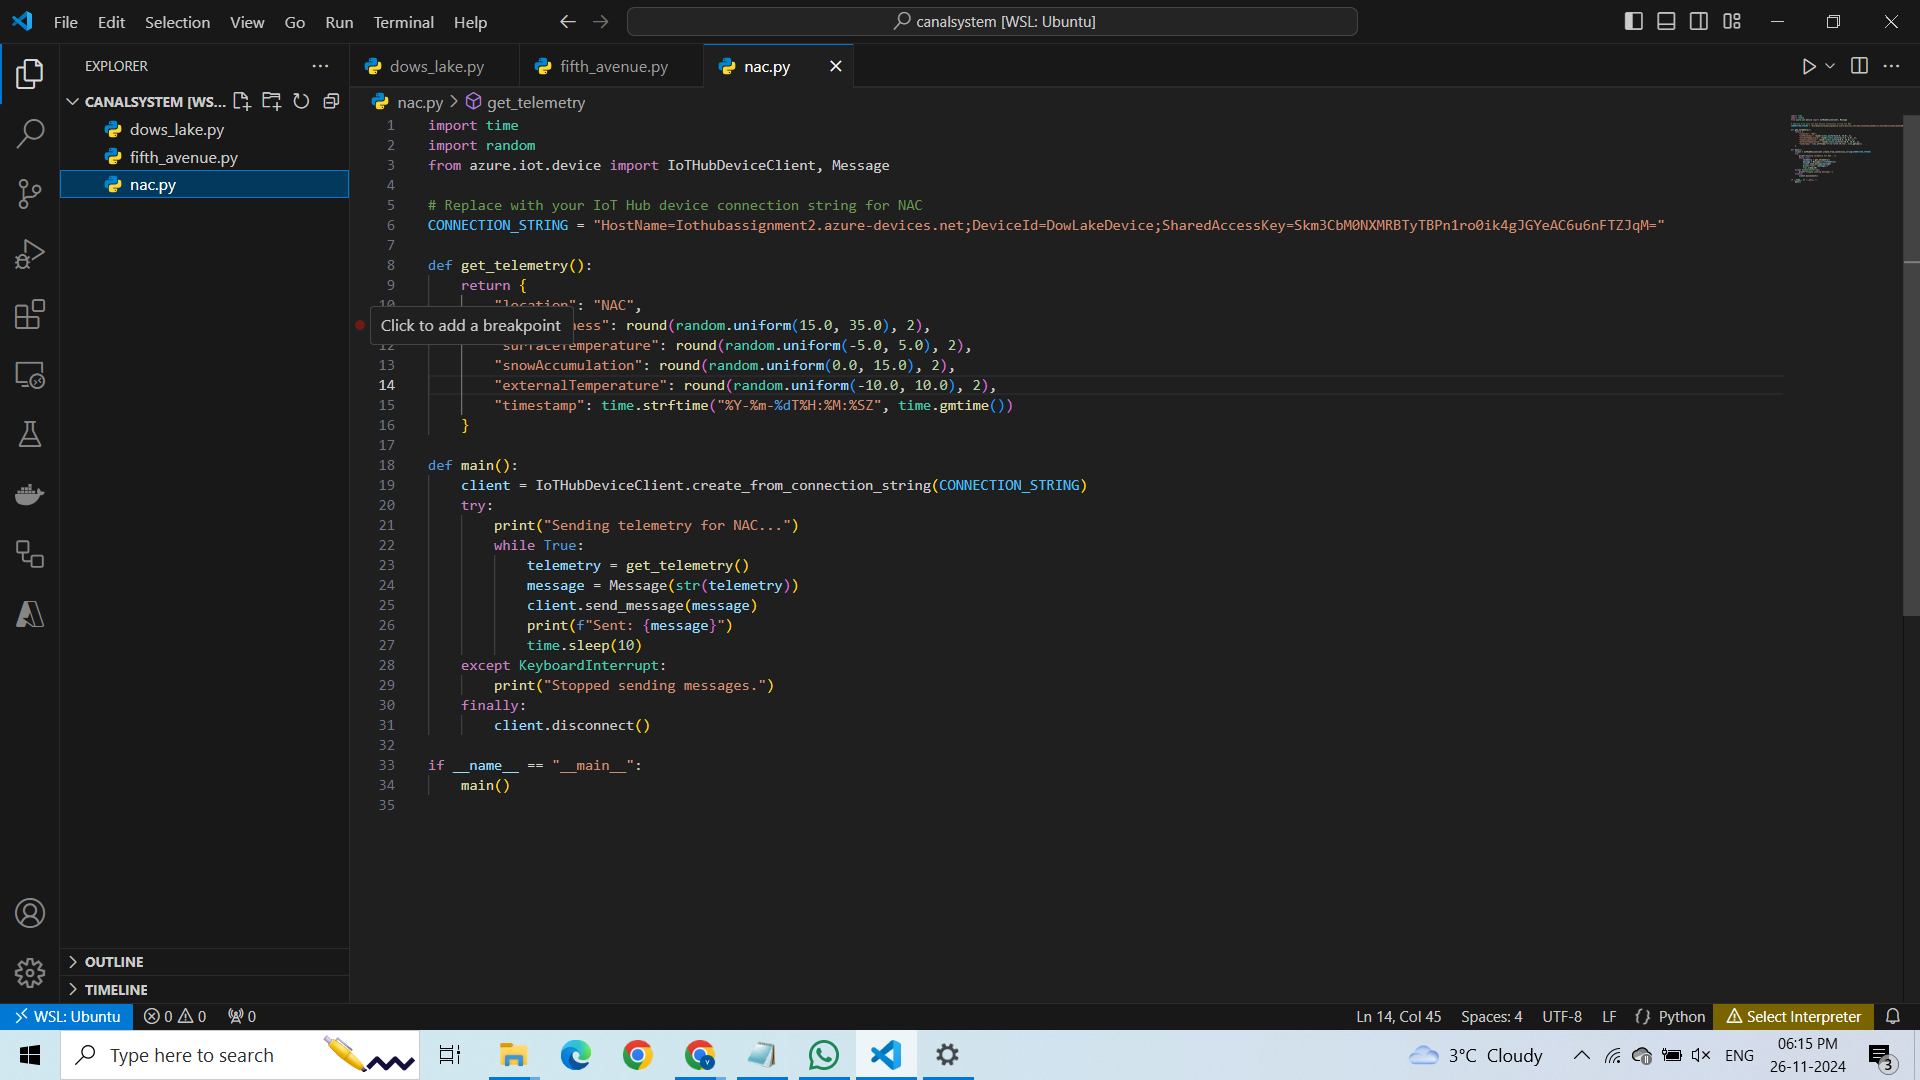 File Edit Selection View Go Run Terminal Help
canalsystem [WSL: Ubuntu]
EXPLORER
CANALSYSTEM [WS...
dows_lake.py
fifth_avenue.py
nac.py
OUTLINE
TIMELINE
dows_lake.py fifth_avenue.py nac.py
nac.py > get_telemetry
1 import time
2 import random
3 from azure.iot.device import IoTHubDeviceClient, Message
4
5 # Replace with your IoT Hub device connection string for NAC
6 CONNECTION_STRING = "HostName=Iothubassignment2.azure-devices.net;DeviceId=DowLakeDevice;SharedAccessKey=Skm3CbM0NXMRBTyTBPn1ro0ik4gJGYeAC6u6nFTZJqM="
7
8 def get_telemetry():
9 return {
10 "location": "NAC",
Click to add a breakpoint ness": round(random.uniform(15.0, 35.0), 2),
12 "surfaceTemperature": round(random.uniform(-5.0, 5.0), 2),
13 "snowAccumulation": round(random.uniform(0.0, 15.0), 2),
14 "externalTemperature": round(random.uniform(-10.0, 10.0), 2),
15 "timestamp": time.strftime("%Y-%m-%dT%H:%M:%SZ", time.gmtime())
16 }
17
18 def main():
19 client = IoTHubDeviceClient.create_from_connection_string(CONNECTION_STRING)
20 try:
21 print("Sending telemetry for NAC...")
22 while True:
23 telemetry = get_telemetry()
24 message = Message(str(telemetry))
25 client.send_message(message)
26 print(f"Sent: {message}")
27 time.sleep(10)
28 except KeyboardInterrupt:
29 print("Stopped sending messages.")
30 finally:
31 client.disconnect()
32
33 if __name__ == "__main__":
34 main()
35
WSL: Ubuntu 0 0 0 Ln 14, Col 45 Spaces: 4 UTF-8 LF Python Select Interpreter
Type here to search 3°C Cloudy ENG 06:15 PM
26-11-2024 3